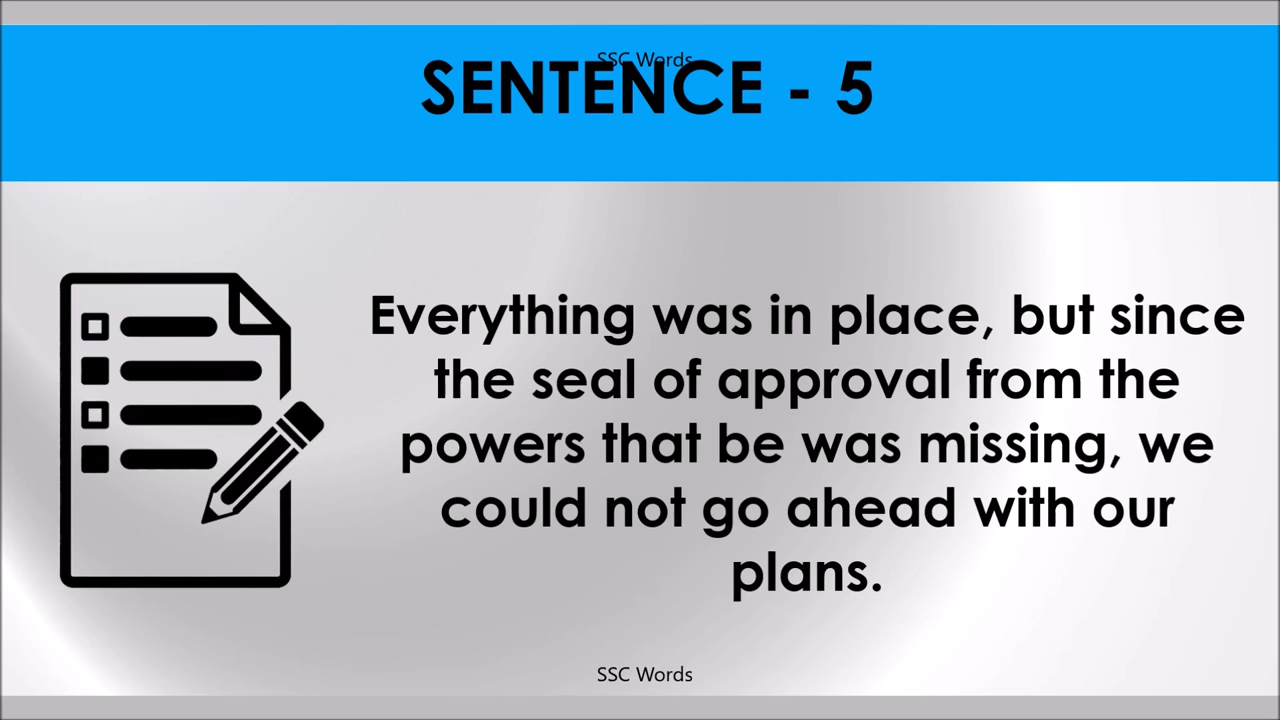 SSC Words
SENTENCE - 5
Everything was in place, but since
the seal of approval from the
powers that be was missing, we
could not go ahead with our
plans.
SSC Words